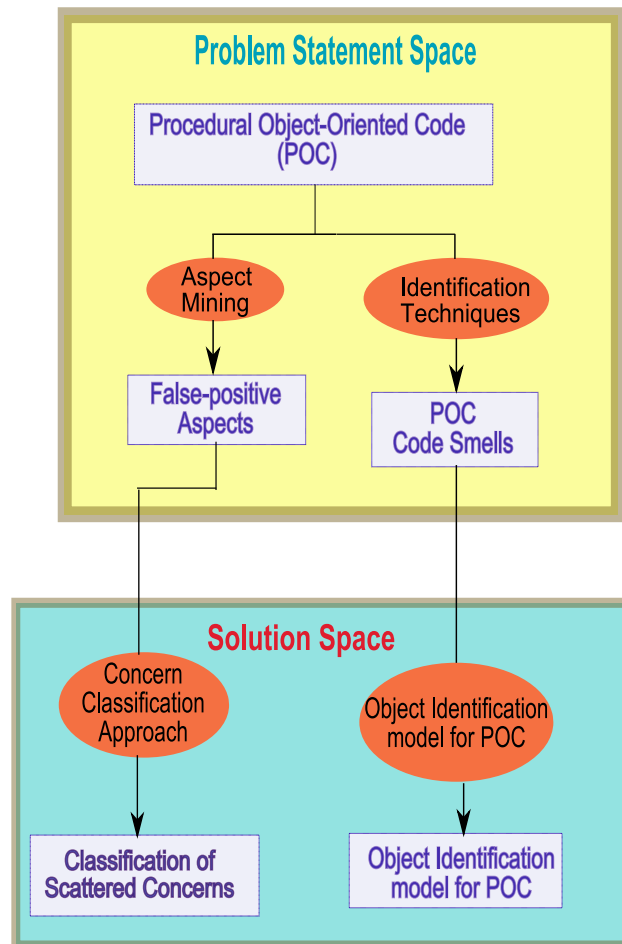 Problem Statement Space
Procedural Object-Oriented Code
(POC)
Aspect
Mining
Identification
Techniques
False-positive
Aspects
POC
Code Smells
Solution Space
Concern
Classification
Approach
Object Identification
model for POC
Classification of
Scattered Concerns
Object Identification
model for POC